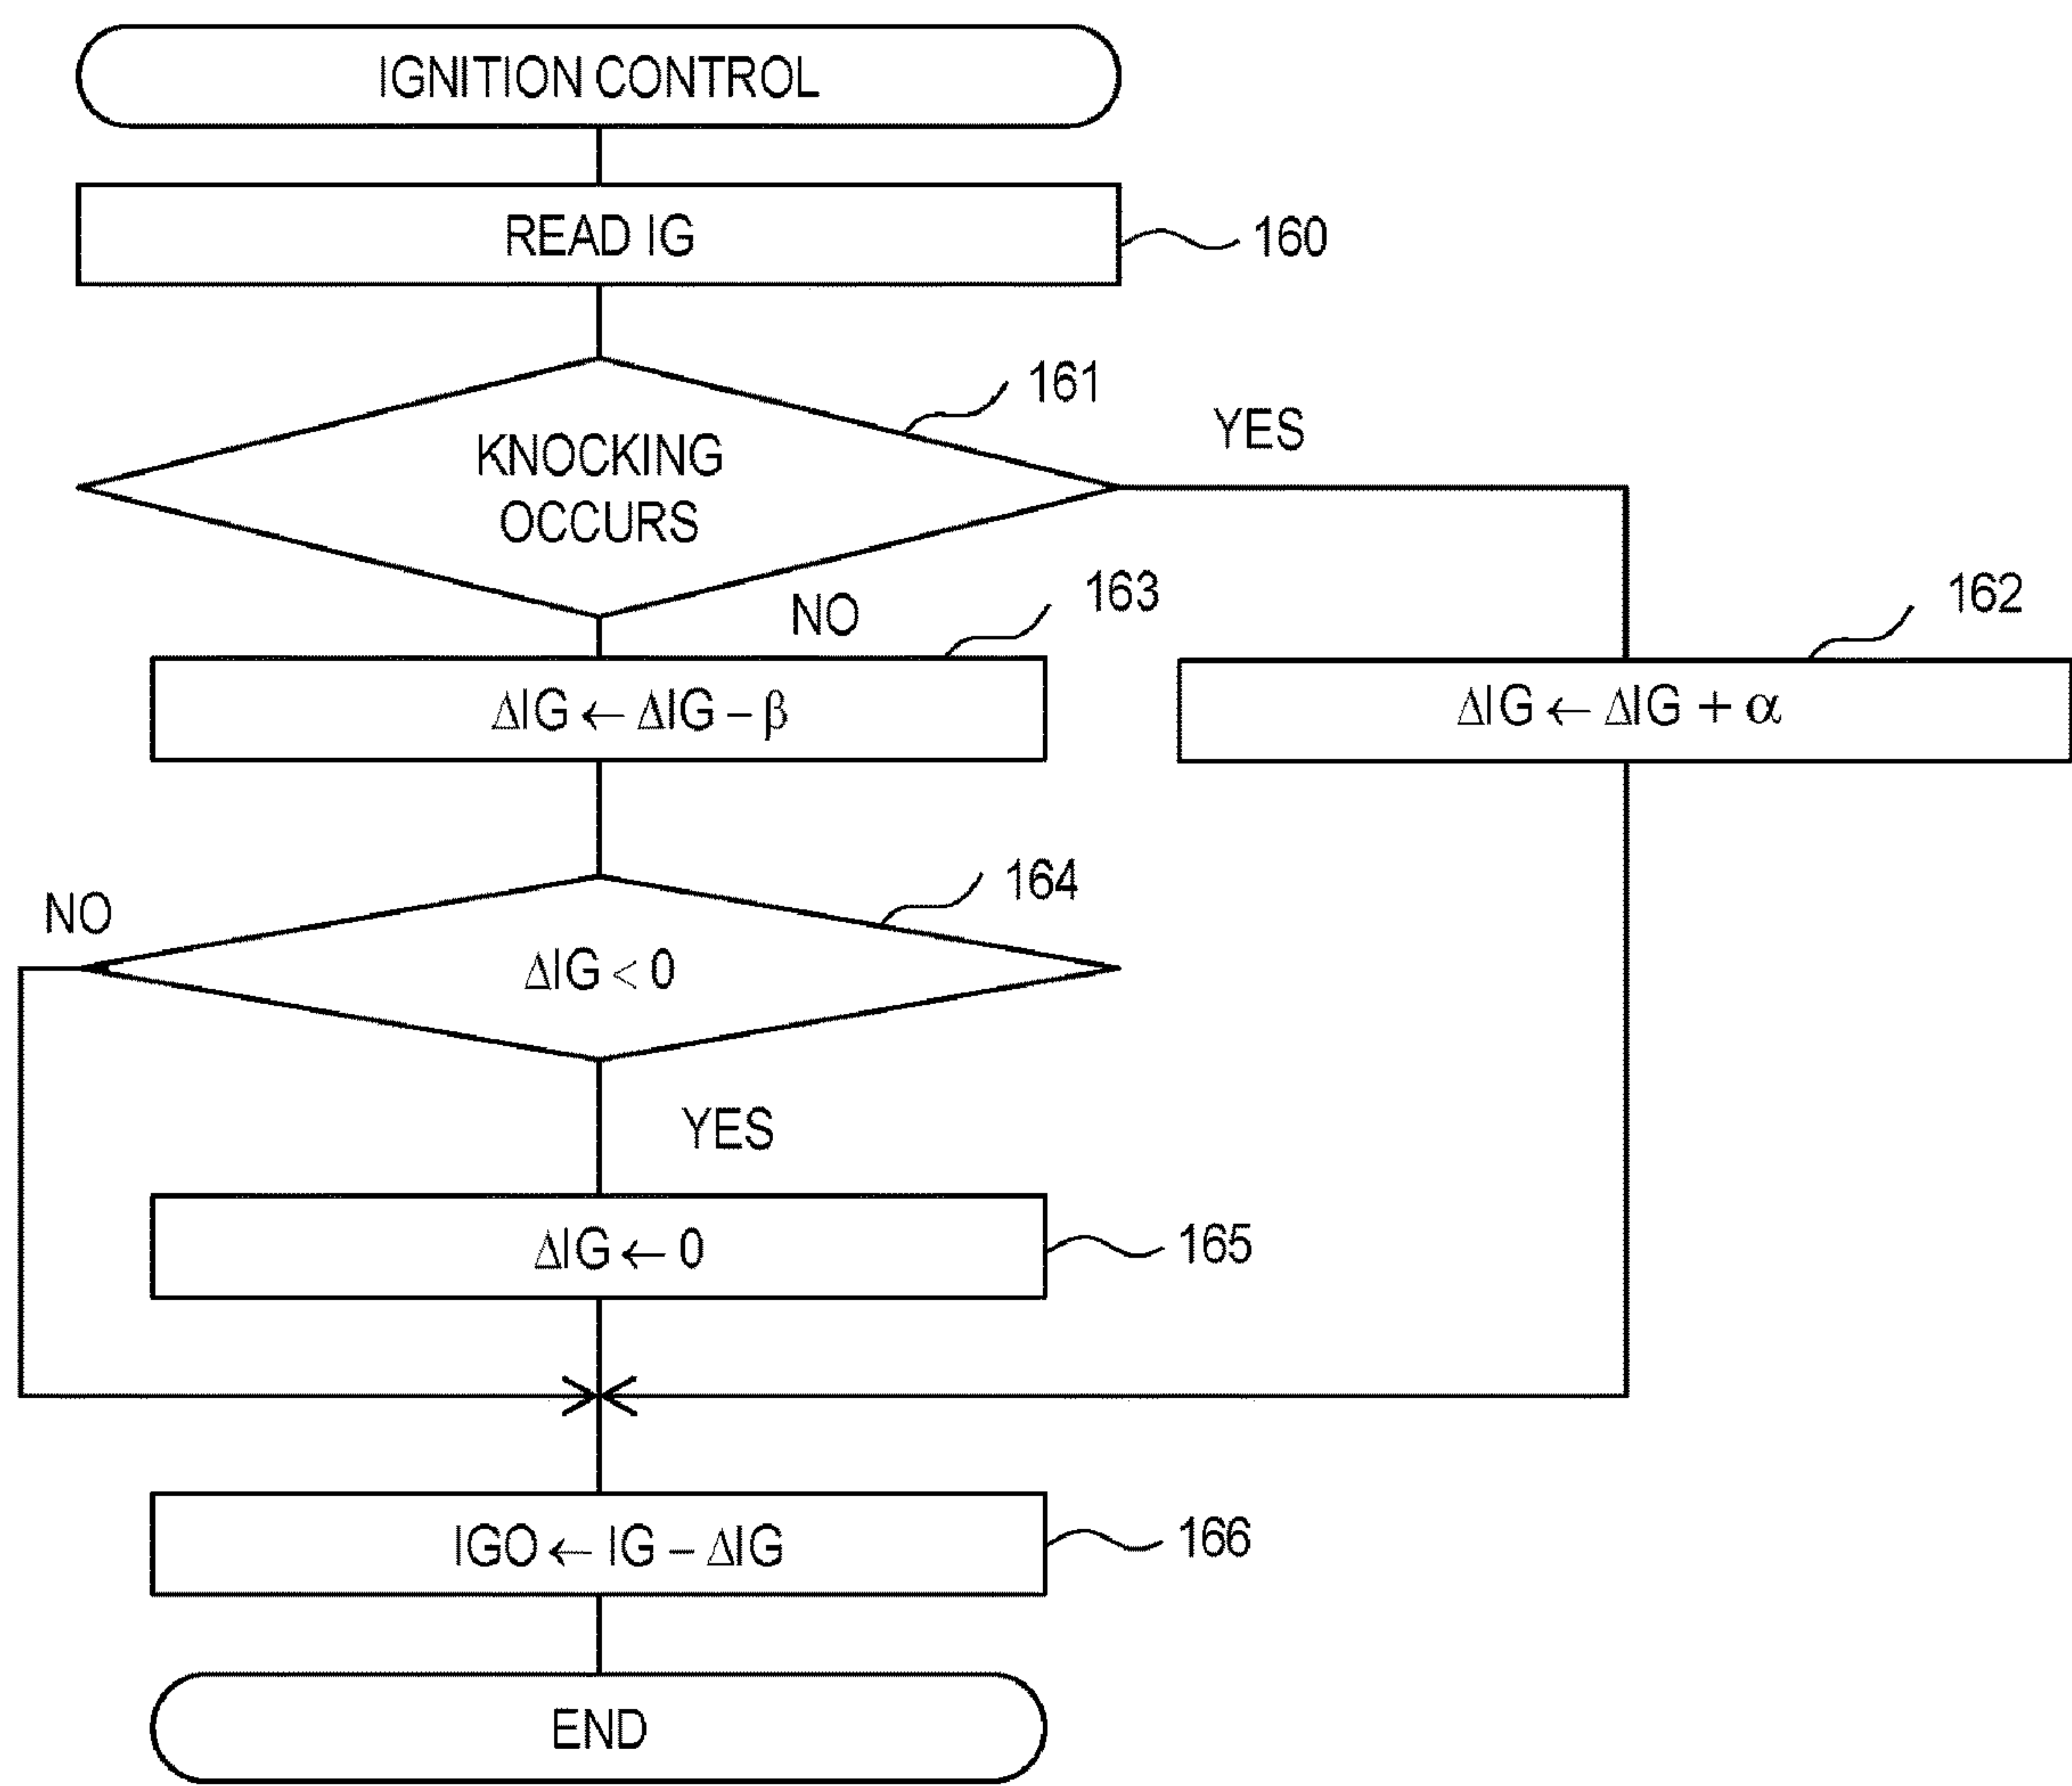 IGNITION CONTROL
READ IG
160
161
KNOCKING
OCCURS
YES
NO
163
162
ΔIG ← ΔIG – β
ΔIG ← ΔIG + α
164
NO
ΔIG < 0
YES
ΔIG ← 0
165
IGO ← IG – ΔIG
166
END